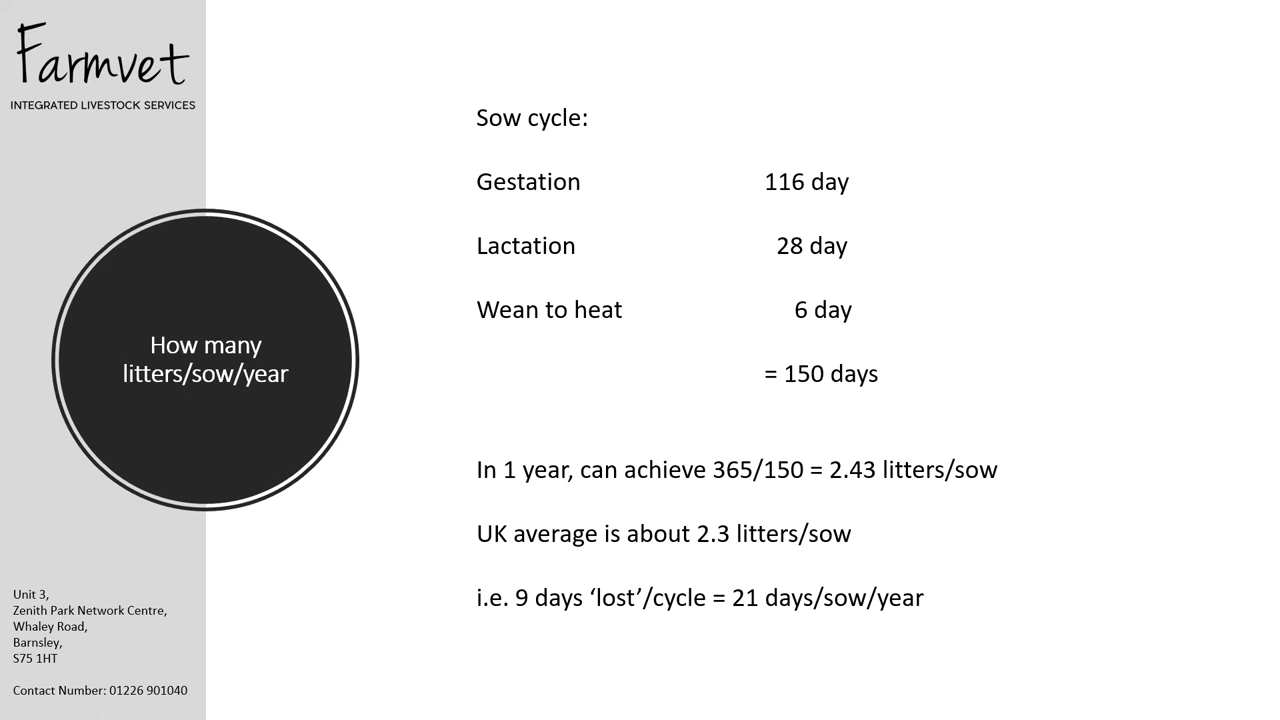 Farmvet
INTEGRATED LIVESTOCK SERVICES
How many
litters/sow/year
Sow cycle:
Gestation 116 day
Lactation 28 day
Wean to heat 6 day
= 150 days
In 1 year, can achieve 365/150 = 2.43 litters/sow
UK average is about 2.3 litters/sow
i.e. 9 days ‘lost’/cycle = 21 days/sow/year
Unit 3,
Zenith Park Network Centre,
Whaley Road,
Barnsley,
S75 1HT
Contact Number: 01226 901040